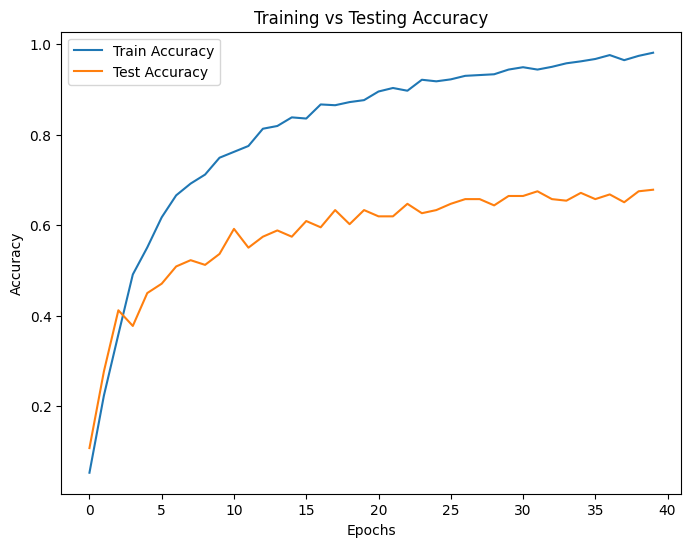 Training vs Testing Accuracy
Train Accuracy
Test Accuracy
1.0
0.8
0.6
0.4
0.2
Accuracy
0 5 10 15 20 25 30 35 40
Epochs